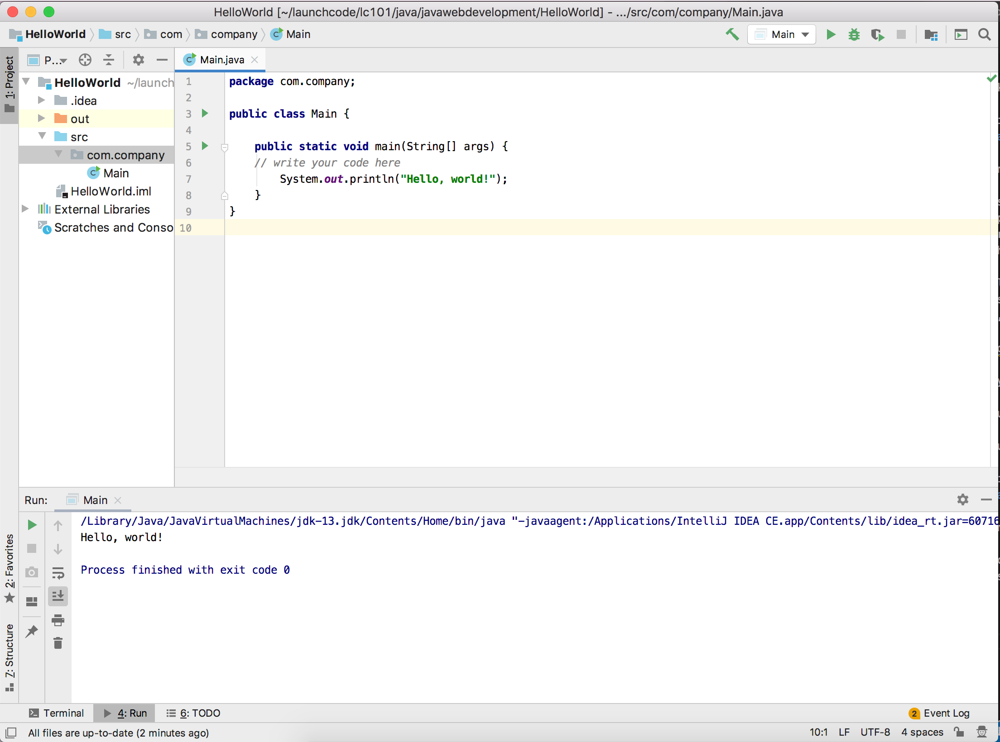 HelloWorld [~/launchcode/lc101/java/javawebdevelopment/HelloWorld] - .../src/com/company/Main.java
HelloWorld src com company Main
Main
1: Project
P...
Main.java
HelloWorld ~/launch
.idea
out
src
com.company
Main
HelloWorld.iml
External Libraries
Scratches and Conso
1 package com.company;
2
3 public class Main {
4
5 public static void main(String[] args) {
6 // write your code here
7 System.out.println("Hello, world!");
8 }
9 }
10
Run: Main
/Library/Java/JavaVirtualMachines/jdk-13.jdk/Contents/Home/bin/java "-javaagent:/Applications/IntelliJ IDEA CE.app/Contents/lib/idea_rt.jar=60716
Hello, world!
Process finished with exit code 0
2: Favorites
7: Structure
Terminal 4: Run 6: TODO
2 Event Log
All files are up-to-date (2 minutes ago)
10:1 LF UTF-8 4 spaces